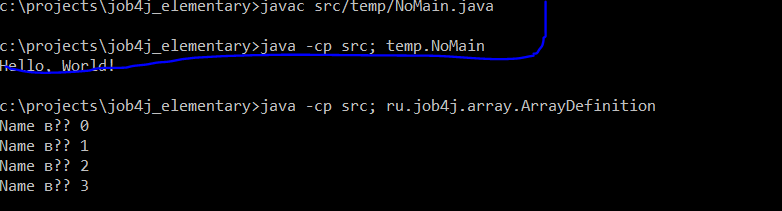 c:\projects\job4j_elementary>javac src/temp/NoMain.java
c:\projects\job4j_elementary>java -cp src; temp.NoMain
Hello, World!
c:\projects\job4j_elementary>java -cp src; ru.job4j.array.ArrayDefinition
Name в?? 0
Name в?? 1
Name в?? 2
Name в?? 3